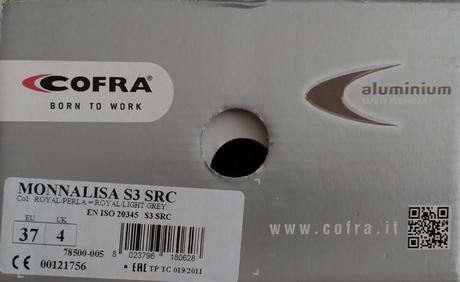 COFRA®
BORN TO WORK
aluminium
SAFETY FOOTWEAR
MONNALISA S3 SRC
Col. ROYAL/PERLA = ROYAL/LIGHT GREY
EN ISO 20345 S3 SRC
EU UK
37 4
78500-005
8 023796 180628
CE 00121756
EAC TP TC 019/2011
www.cofra.it